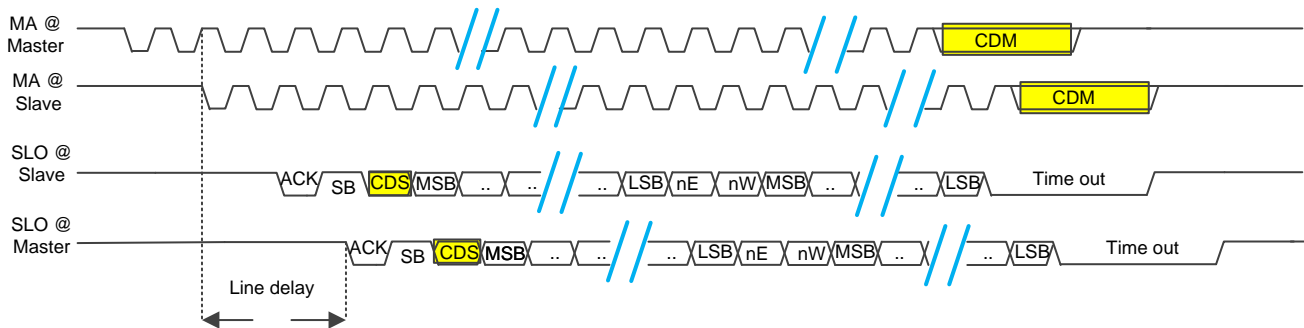 MA @
Master
CDM
MA @
Slave
CDM
SLO @
Slave
ACK SB CDS MSB .. .. .. LSB nE nW MSB .. .. LSB Time out
SLO @
Master
ACK SB CDS MSB .. .. .. LSB nE nW MSB .. .. LSB Time out
Line delay